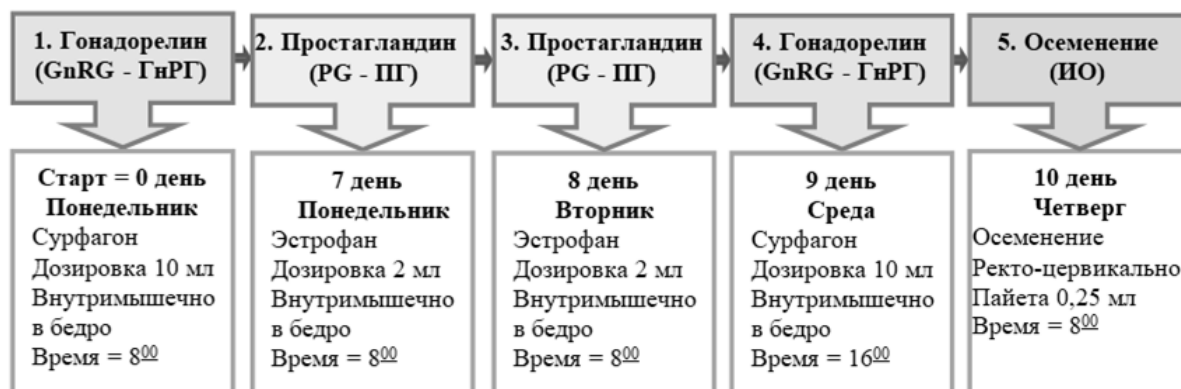 1. Гонадорелин
(GnRG - ГнРГ)
2. Простагландин
(PG - ПГ)
3. Простагландин
(PG - ПГ)
4. Гонадорелин
(GnRG - ГнРГ)
5. Осеменение
(ИО)
Старт = 0 день
Понедельник
Сурфагон
Дозировка 10 мл
Внутримышечно
в бедро
Время = 8⁰⁰
7 день
Понедельник
Эстрофан
Дозировка 2 мл
Внутримышечно
в бедро
Время = 8⁰⁰
8 день
Вторник
Эстрофан
Дозировка 2 мл
Внутримышечно
в бедро
Время = 8⁰⁰
9 день
Среда
Сурфагон
Дозировка 10 мл
Внутримышечно
в бедро
Время = 16⁰⁰
10 день
Четверг
Осеменение
Ректо-цервикально
Пайета 0,25 мл
Время = 8⁰⁰